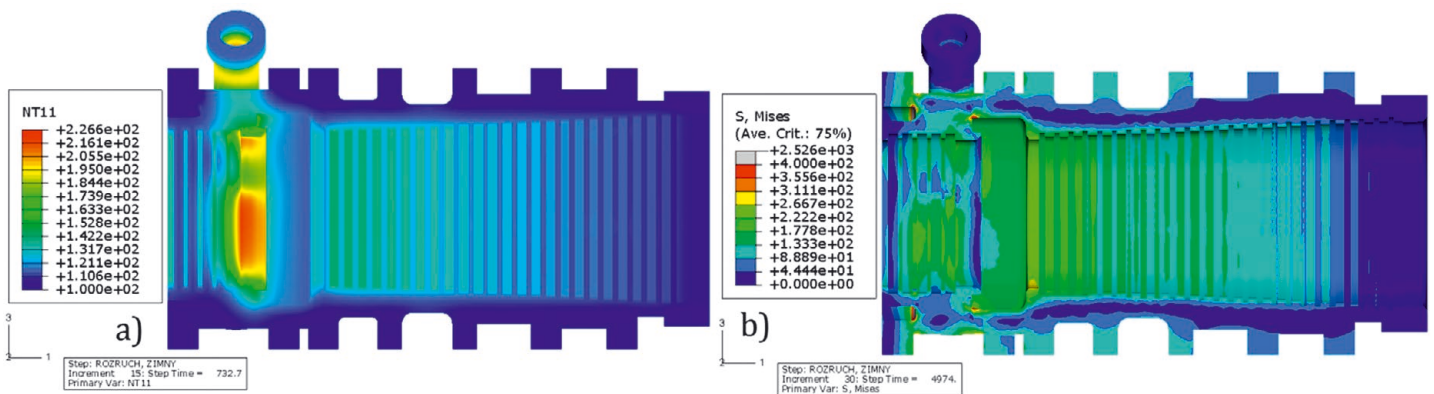 NT11
+2.266e+02
+2.161e+02
+2.055e+02
+1.950e+02
+1.844e+02
+1.739e+02
+1.633e+02
+1.528e+02
+1.422e+02
+1.317e+02
+1.211e+02
+1.106e+02
+1.000e+02
3
2 1
a)
Step: ROZRUCH, ZIMNY
Increment 15: Step Time = 732.7
Primary Var: NT11
S, Mises
(Ave. Crit.: 75%)
+2.526e+03
+4.000e+02
+3.556e+02
+3.111e+02
+2.667e+02
+2.222e+02
+1.778e+02
+1.333e+02
+8.889e+01
+4.444e+01
+0.000e+00
3
2 1
b)
Step: ROZRUCH, ZIMNY
Increment 30: Step Time = 4974.
Primary Var: S, Mises